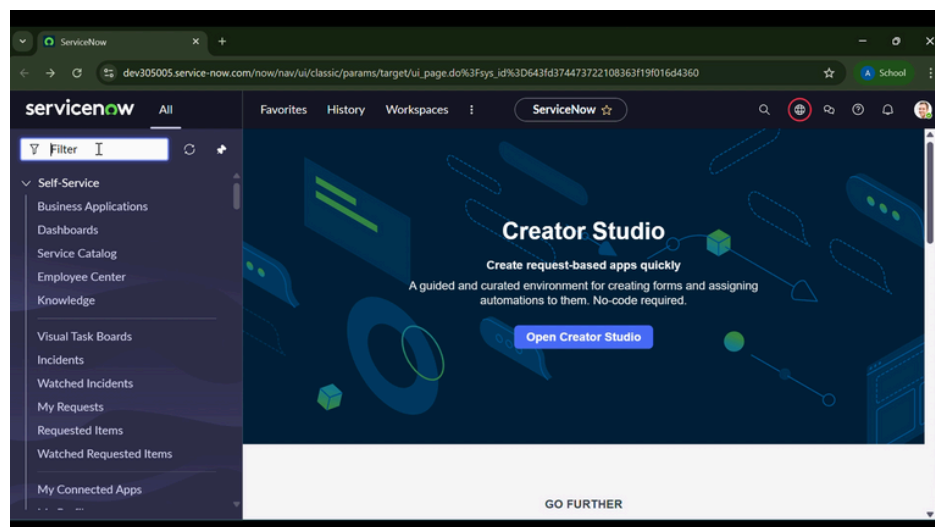 ServiceNow
dev305005.service-now.com/now/nav/ui/classic/params/target/ui_page.do%3Fsys_id%3D643fd374473722108363f19f016d4360
A School
servicenow All Favorites History Workspaces ServiceNow
Filter
Self-Service
Business Applications
Dashboards
Service Catalog
Employee Center
Knowledge
Visual Task Boards
Incidents
Watched Incidents
My Requests
Requested Items
Watched Requested Items
My Connected Apps
Creator Studio
Create request-based apps quickly
A guided and curated environment for creating forms and assigning
automations to them. No-code required.
Open Creator Studio
GO FURTHER